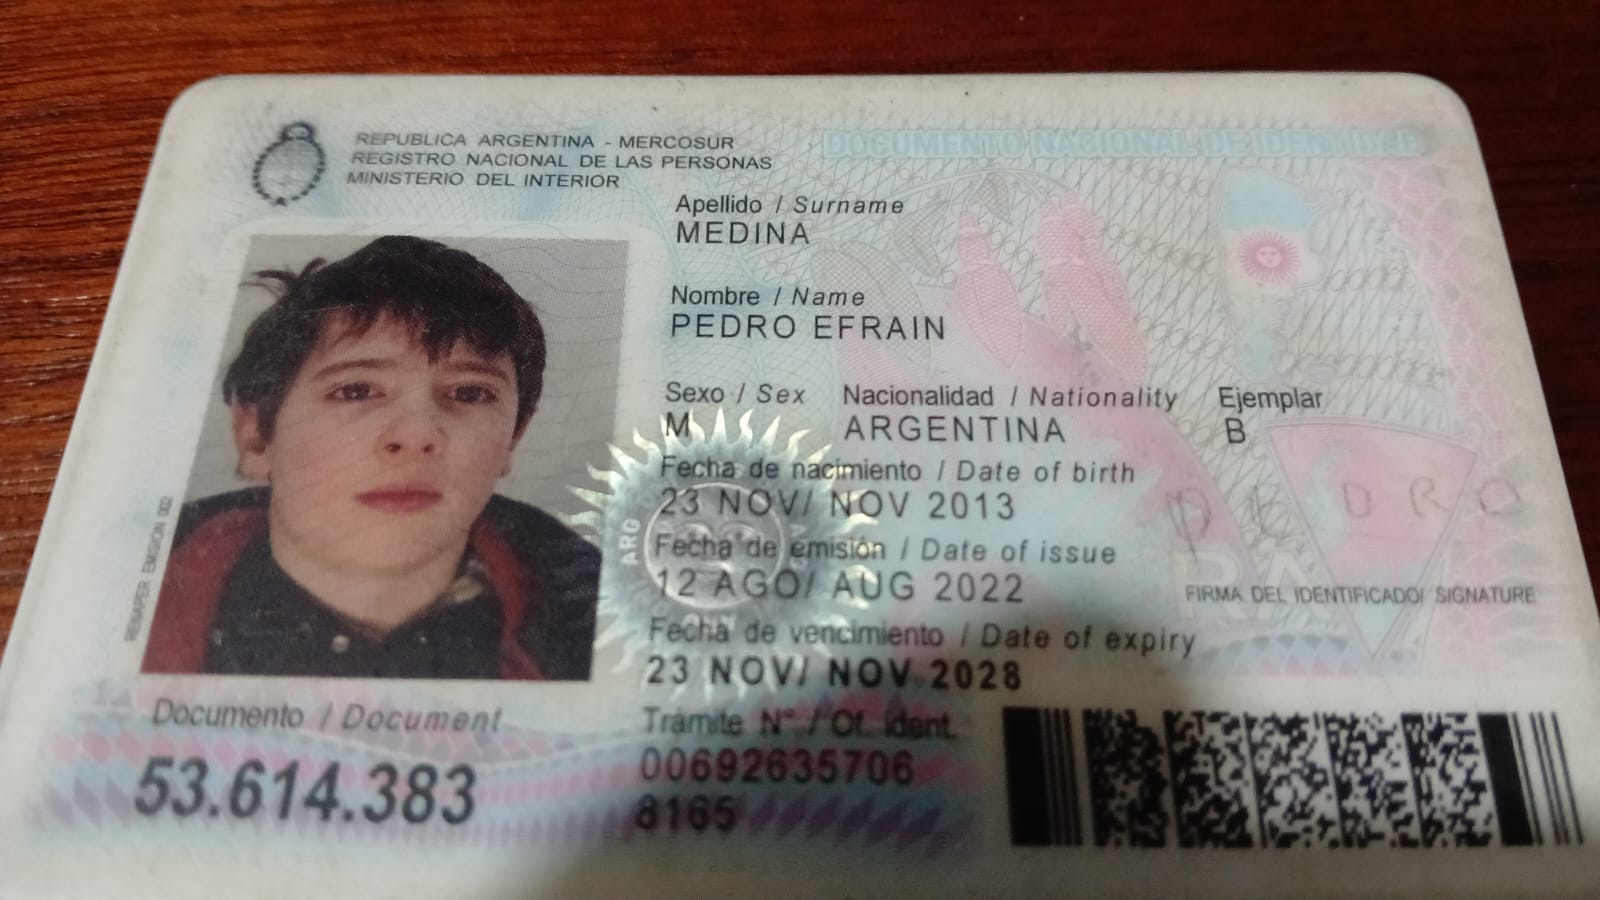 REPUBLICA ARGENTINA - MERCOSUR
REGISTRO NACIONAL DE LAS PERSONAS
MINISTERIO DEL INTERIOR
DOCUMENTO NACIONAL DE IDENTIDAD
Apellido / Surname
MEDINA
Nombre / Name
PEDRO EFRAIN
Sexo / Sex Nacionalidad / Nationality Ejemplar
M ARGENTINA B
Fecha de nacimiento / Date of birth
23 NOV/ NOV 2013
Fecha de emisión / Date of issue
12 AGO/ AUG 2022
Fecha de vencimiento / Date of expiry
23 NOV/ NOV 2028
ARG
PEDRO
FIRMA DEL IDENTIFICADO/ SIGNATURE
RENAPER EMISION 002
Documento / Document
53.614.383
Trámite N° / Of. ident.
00692635706
8165